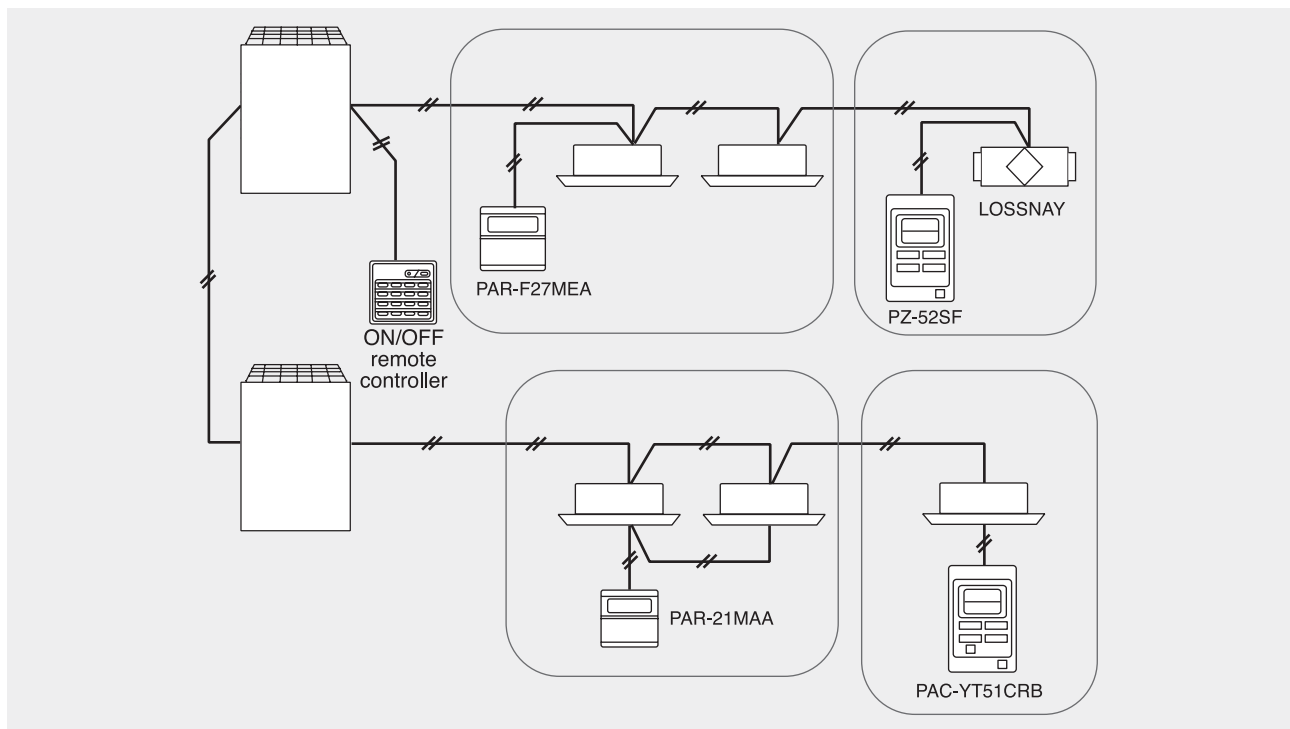 LOSSNAY
PAR-F27MEA
PZ-52SF
ON/OFF
remote
controller
PAR-21MAA
PAC-YT51CRB